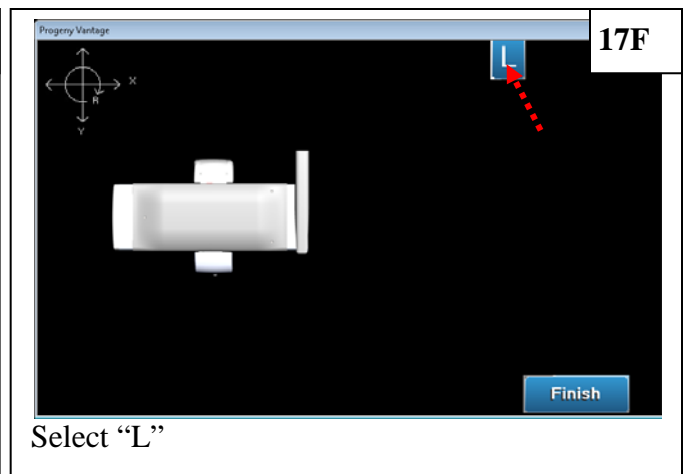 Progeny Vantage
17F
L
X
R
Y
Finish
Select “L”